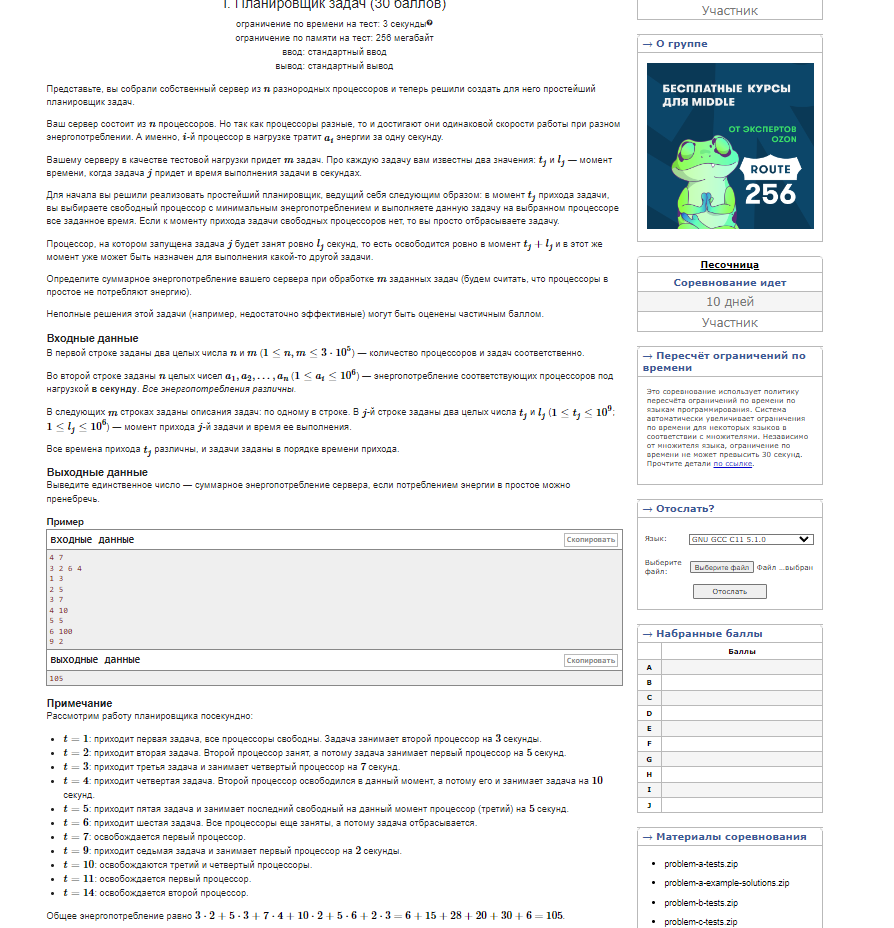 I. Планировщик задач (30 баллов)
ограничение по времени на тест: 3 секунды
ограничение по памяти на тест: 256 мегабайт
ввод: стандартный ввод
вывод: стандартный вывод
Представьте, вы собрали собственный сервер из n разнородных процессоров и теперь решили создать для него простейший
планировщик задач.
Ваш сервер состоит из n процессоров. Но так как процессоры разные, то и достигают они одинаковой скорости работы при разном
энергопотреблении. А именно, i-й процессор в нагрузке тратит a_i энергии за одну секунду.
Вашему серверу в качестве тестовой нагрузки придет m задач. Про каждую задачу вам известны два значения: t_j и l_j — момент
времени, когда задача j придет и время выполнения задачи в секундах.
Для начала вы решили реализовать простейший планировщик, ведущий себя следующим образом: в момент t_j прихода задачи,
вы выбираете свободный процессор с минимальным энергопотреблением и выполняете данную задачу на выбранном процессоре
все заданное время. Если к моменту прихода задачи свободных процессоров нет, то вы просто отбрасываете задачу.
Процессор, на котором запущена задача j будет занят ровно l_j секунд, то есть освободится ровно в момент t_j + l_j и в этот же
момент уже может быть назначен для выполнения какой-то другой задачи.
Определите суммарное энергопотребление вашего сервера при обработке m заданных задач (будем считать, что процессоры в
простое не потребляют энергию).
Неполные решения этой задачи (например, недостаточно эффективные) могут быть оценены частичным баллом.
Входные данные
В первой строке заданы два целых числа n и m (1 ≤ n, m ≤ 3 · 10^5) — количество процессоров и задач соответственно.
Во второй строке заданы n целых чисел a_1, a_2, …, a_n (1 ≤ a_i ≤ 10^6) — энергопотребление соответствующих процессоров под
нагрузкой в секунду. Все энергопотребления различны.
В следующих m строках заданы описания задач: по одному в строке. В j-й строке заданы два целых числа t_j и l_j (1 ≤ t_j ≤ 10^9;
1 ≤ l_j ≤ 10^6) — момент прихода j-й задачи и время ее выполнения.
Все времена прихода t_j различны, и задачи заданы в порядке времени прихода.
Выходные данные
Выведите единственное число — суммарное энергопотребление сервера, если потреблением энергии в простое можно
пренебречь.
Пример
входные данные
Скопировать
4 7
3 2 6 4
1 3
2 5
3 7
4 10
5 5
6 100
9 2
выходные данные
Скопировать
105
Примечание
Рассмотрим работу планировщика посекундно:
• t = 1: приходит первая задача, все процессоры свободны. Задача занимает второй процессор на 3 секунды.
• t = 2: приходит вторая задача. Второй процессор занят, а потому задача занимает первый процессор на 5 секунд.
• t = 3: приходит третья задача и занимает четвертый процессор на 7 секунд.
• t = 4: приходит четвертая задача. Второй процессор освободился в данный момент, а потому его и занимает задача на 10
секунд.
• t = 5: приходит пятая задача и занимает последний свободный на данный момент процессор (третий) на 5 секунд.
• t = 6: приходит шестая задача. Все процессоры еще заняты, а потому задача отбрасывается.
• t = 7: освобождается первый процессор.
• t = 9: приходит седьмая задача и занимает первый процессор на 2 секунды.
• t = 10: освобождаются третий и четвертый процессоры.
• t = 11: освобождается первый процессор.
• t = 14: освобождается второй процессор.
Общее энергопотребление равно 3 · 2 + 5 · 3 + 7 · 4 + 10 · 2 + 5 · 6 + 2 · 3 = 6 + 15 + 28 + 20 + 30 + 6 = 105.
Участник
→ О группе
БЕСПЛАТНЫЕ КУРСЫ
ДЛЯ MIDDLE
ОТ ЭКСПЕРТОВ
OZON
ROUTE
256
Песочница
Соревнование идет
10 дней
Участник
→ Пересчёт ограничений по
времени
Это соревнование использует политику
пересчёта ограничений по времени по
языкам программирования. Система
автоматически увеличивает ограничения
по времени для некоторых языков в
соответствии с множителями. Независимо
от множителя языка, ограничение по
времени не может превысить 30 секунд.
Прочтите детали по ссылке.
→ Отослать?
Язык:
GNU GCC C11 5.1.0
Выберите
файл:
Выберите файл
Файл ...выбран
Отослать
→ Набранные баллы
Баллы
A
B
C
D
E
F
G
H
I
J
→ Материалы соревнования
• problem-a-tests.zip
• problem-a-example-solutions.zip
• problem-b-tests.zip
• problem-c-tests.zip